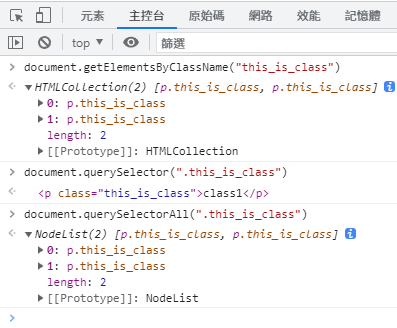 元素 主控台 原始碼 網路 效能 記憶體
top 篩選
document.getElementsByClassName("this_is_class")
HTMLCollection(2) [p.this_is_class, p.this_is_class]
0: p.this_is_class
1: p.this_is_class
length: 2
[[Prototype]]: HTMLCollection
document.querySelector(".this_is_class")
<p class="this_is_class">class1</p>
document.querySelectorAll(".this_is_class")
NodeList(2) [p.this_is_class, p.this_is_class]
0: p.this_is_class
1: p.this_is_class
length: 2
[[Prototype]]: NodeList